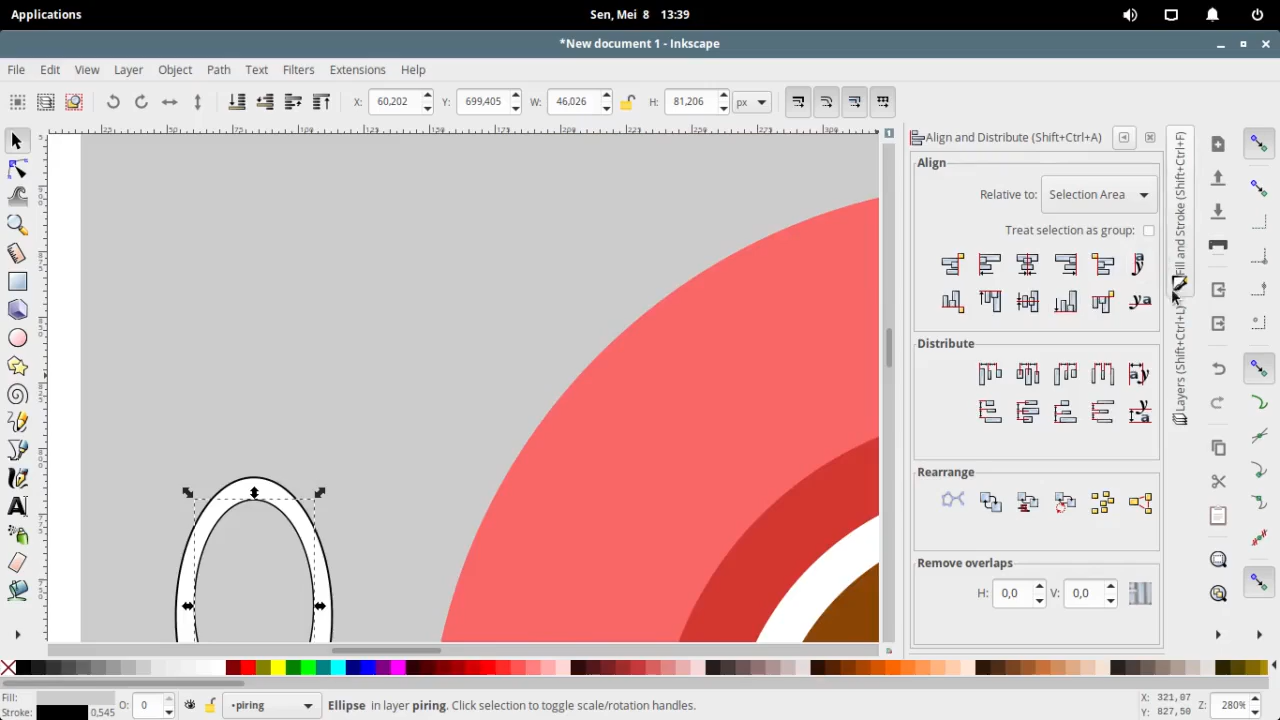 Applications
Sen, Mei 8 13:39
*New document 1 - Inkscape
File Edit View Layer Object Path Text Filters Extensions Help
X: 60,202 Y: 699,405 W: 46,026 H: 81,206 px
Align and Distribute (Shift+Ctrl+A)
Align
Relative to: Selection Area
Treat selection as group:
Distribute
Rearrange
Remove overlaps
H: 0,0 V: 0,0
Fill and Stroke (Shift+Ctrl+F)
Layers (Shift+Ctrl+L)
Fill:
Stroke: 0,545
O: 0
•piring
Ellipse in layer piring. Click selection to toggle scale/rotation handles.
X: 321,07
Y: 827,50
Z: 280%